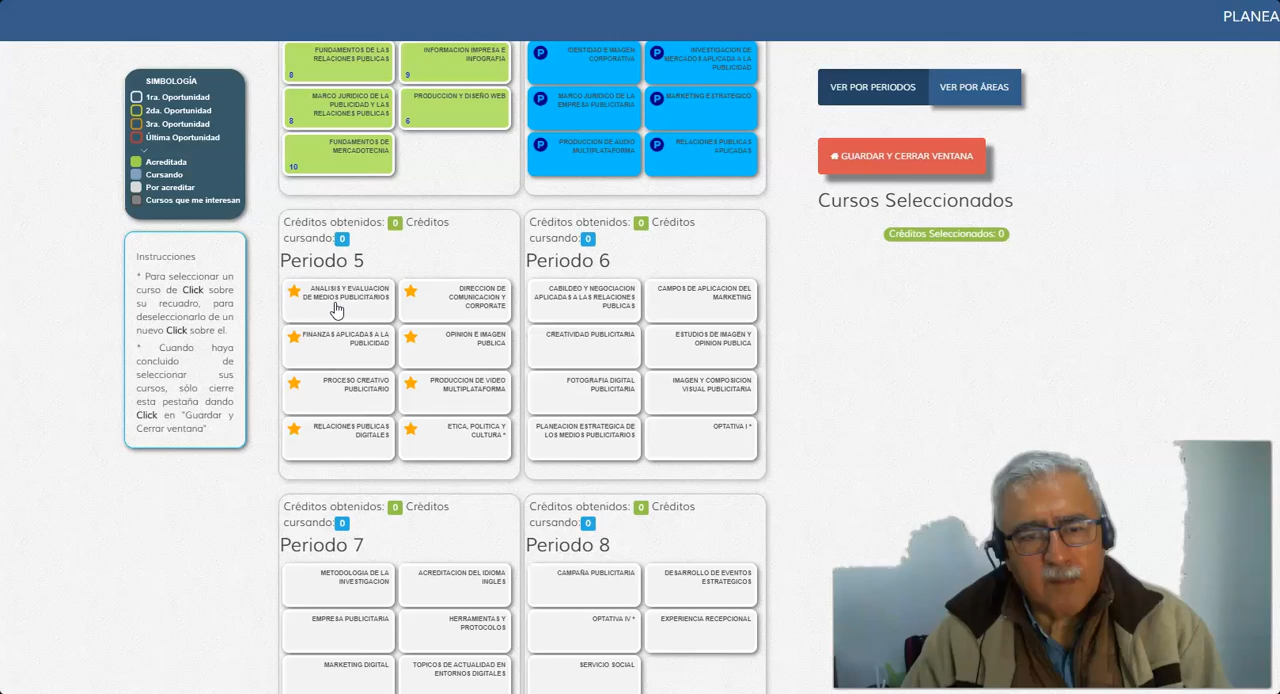 PLANEA
SIMBOLOGÍA
1ra. Oportunidad
2da. Oportunidad
3ra. Oportunidad
Última Oportunidad
Acreditada
Cursando
Por acreditar
Cursos que me interesan
Instrucciones
* Para seleccionar
un curso de Click sobre
su recuadro, para
deseleccionarlo de un
nuevo Click sobre el.
* Cuando haya
concluido de
seleccionar sus
cursos, sólo cierre
esta pestaña dando
Click en "Guardar y
Cerrar ventana"
FUNDAMENTOS DE LAS
RELACIONES PUBLICAS
8
INFORMACION IMPRESA E
INFOGRAFIA
9
MARCO JURIDICO DE LA
PUBLICIDAD Y LAS
RELACIONES PUBLICAS
8
PRODUCCION Y DISEÑO WEB
6
FUNDAMENTOS DE
MERCADOTECNIA
10
P
IDENTIDAD E IMAGEN
CORPORATIVA
P
INVESTIGACION DE
MERCADOS APLICADA A LA
PUBLICIDAD
P
MARCO JURIDICO DE LA
EMPRESA PUBLICITARIA
P
MARKETING ESTRATEGICO
P
PRODUCCION DE AUDIO
MULTIPLATAFORMA
P
RELACIONES PUBLICAS
APLICADAS
Créditos obtenidos: 0 Créditos
cursando: 0
Periodo 5
ANALISIS Y EVALUACION
DE MEDIOS PUBLICITARIOS
DIRECCION DE
COMUNICACIÓN Y
CORPORATE
FINANZAS APLICADAS A LA
PUBLICIDAD
OPINION E IMAGEN
PUBLICA
PROCESO CREATIVO
PUBLICITARIO
PRODUCCION DE VIDEO
MULTIPLATAFORMA
RELACIONES PUBLICAS
DIGITALES
ETICA, POLITICA Y
CULTURA *
Créditos obtenidos: 0 Créditos
cursando: 0
Periodo 6
CABILDEO Y NEGOCIACION
APLICADAS A LAS RELACIONES
PUBLICAS
CAMPOS DE APLICACION DEL
MARKETING
CREATIVIDAD PUBLICITARIA
ESTUDIOS DE IMAGEN Y
OPINION PUBLICA
FOTOGRAFIA DIGITAL
PUBLICITARIA
IMAGEN Y COMPOSICION
VISUAL PUBLICITARIA
PLANEACION ESTRATEGICA DE
LOS MEDIOS PUBLICITARIOS
OPTATIVA I *
Créditos obtenidos: 0 Créditos
cursando: 0
Periodo 7
METODOLOGIA DE LA
INVESTIGACION
ACREDITACION DEL IDIOMA
INGLES
EMPRESA PUBLICITARIA
HERRAMIENTAS Y
PROTOCOLOS
MARKETING DIGITAL
TOPICOS DE ACTUALIDAD EN
ENTORNOS DIGITALES
Créditos obtenidos: 0 Créditos
cursando: 0
Periodo 8
CAMPAÑA PUBLICITARIA
DESARROLLO DE EVENTOS
ESTRATEGICOS
OPTATIVA IV *
EXPERIENCIA RECEPCIONAL
SERVICIO SOCIAL
VER POR PERIODOS
VER POR ÁREAS
GUARDAR Y CERRAR VENTANA
Cursos Seleccionados
Créditos Seleccionados: 0